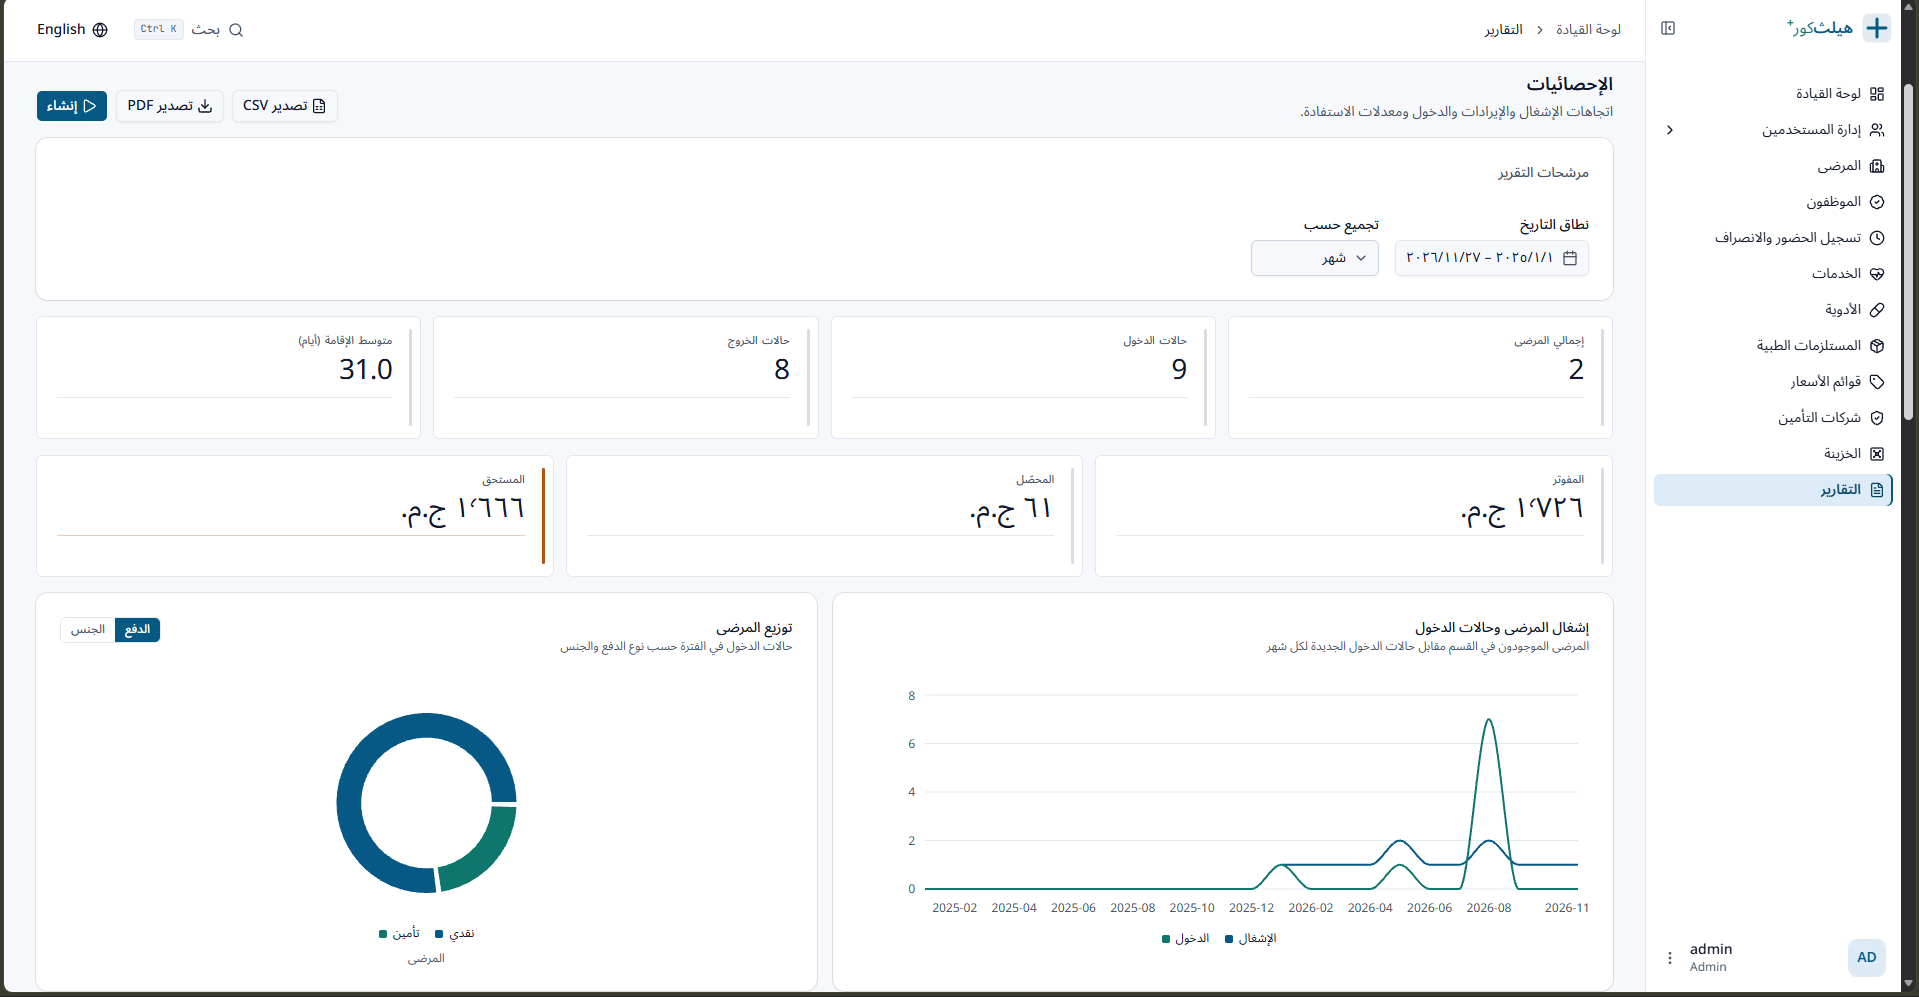 هيلثكور+
لوحة القيادة
إدارة المستخدمين
المرضى
الموظفون
تسجيل الحضور والانصراف
الخدمات
الأدوية
المستلزمات الطبية
قوائم الأسعار
شركات التأمين
الخزينة
التقارير
AD
admin
Admin
لوحة القيادة
التقارير
بحث
Ctrl K
English
الإحصائيات
اتجاهات الإشغال والإيرادات والدخول ومعدلات الاستفادة.
تصدير CSV
تصدير PDF
إنشاء
مرشحات التقرير
نطاق التاريخ
تجميع حسب
٢٠٢٥/١/١ – ٢٠٢٦/١١/٢٧
شهر
إجمالي المرضى
2
حالات الدخول
9
حالات الخروج
8
متوسط الإقامة (أيام)
31.0
المفوتر
١٬٧٢٦ ج.م.
المحصّل
٦١ ج.م.
المستحق
١٬٦٦٦ ج.م.
إشغال المرضى وحالات الدخول
المرضى الموجودون في القسم مقابل حالات الدخول الجديدة لكل شهر
8
6
4
2
0
2025-02 2025-04 2025-06 2025-08 2025-10 2025-12 2026-02 2026-04 2026-06 2026-08 2026-11
الإشغال
الدخول
توزيع المرضى
حالات الدخول في الفترة حسب نوع الدفع والجنس
الدفع
الجنس
نقدي
تأمين
المرضى